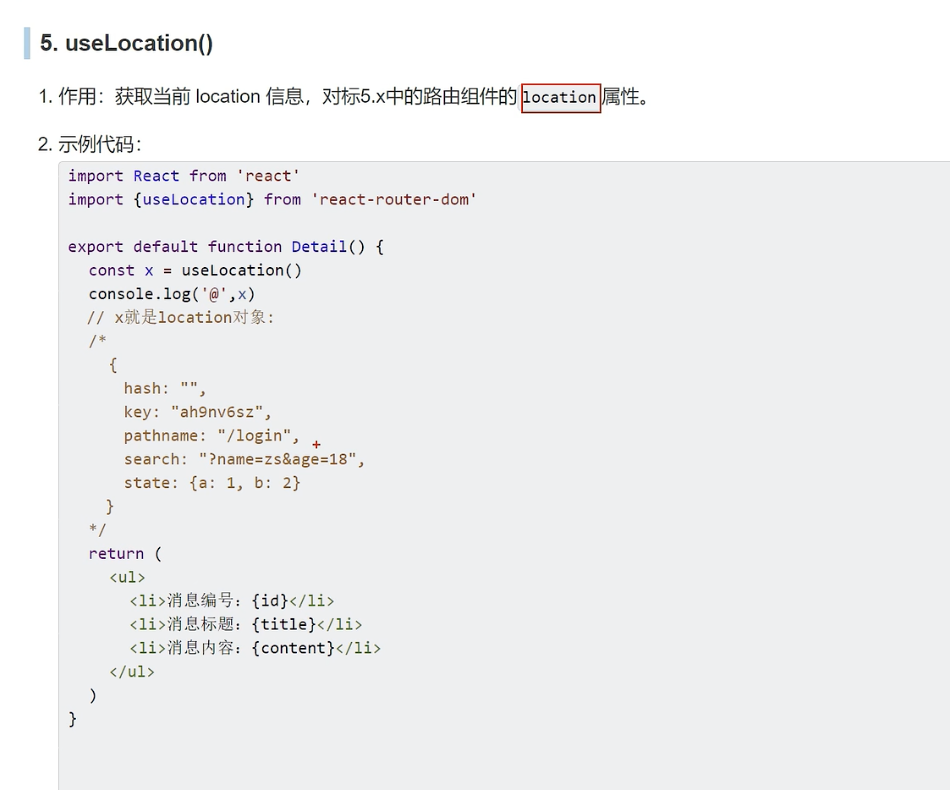 5. useLocation()
1. 作用：获取当前 location 信息，对标5.x中的路由组件的 location 属性。
2. 示例代码：
import React from 'react'
import {useLocation} from 'react-router-dom'

export default function Detail() {
  const x = useLocation()
  console.log('@',x)
  // x就是location对象:
  /*
    {
      hash: "",
      key: "ah9nv6sz",
      pathname: "/login",
      search: "?name=zs&age=18",
      state: {a: 1, b: 2}
    }
  */
  return (
    <ul>
      <li>消息编号：{id}</li>
      <li>消息标题：{title}</li>
      <li>消息内容：{content}</li>
    </ul>
  )
}